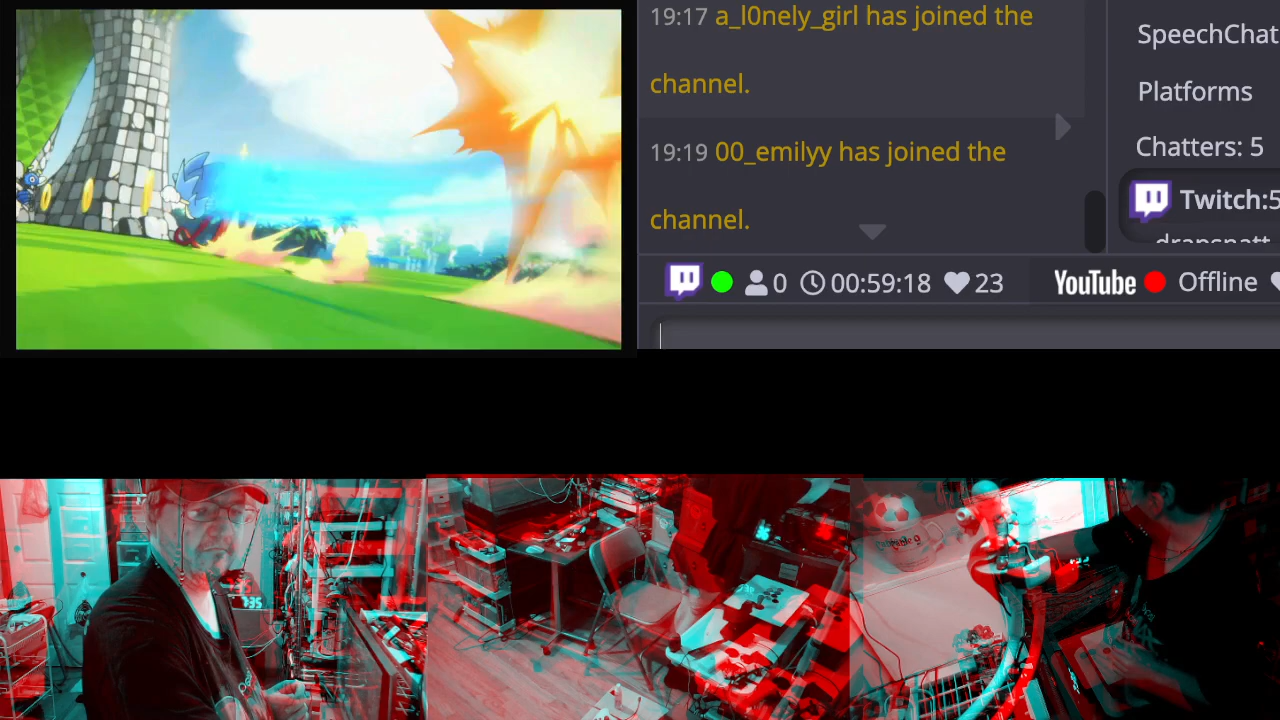 19:17 a_l0nely_girl has joined the
channel.
19:19 00_emilyy has joined the
channel.
SpeechChat
Platforms
Chatters: 5
Twitch:5
0 00:59:18 23
YouTube Offline